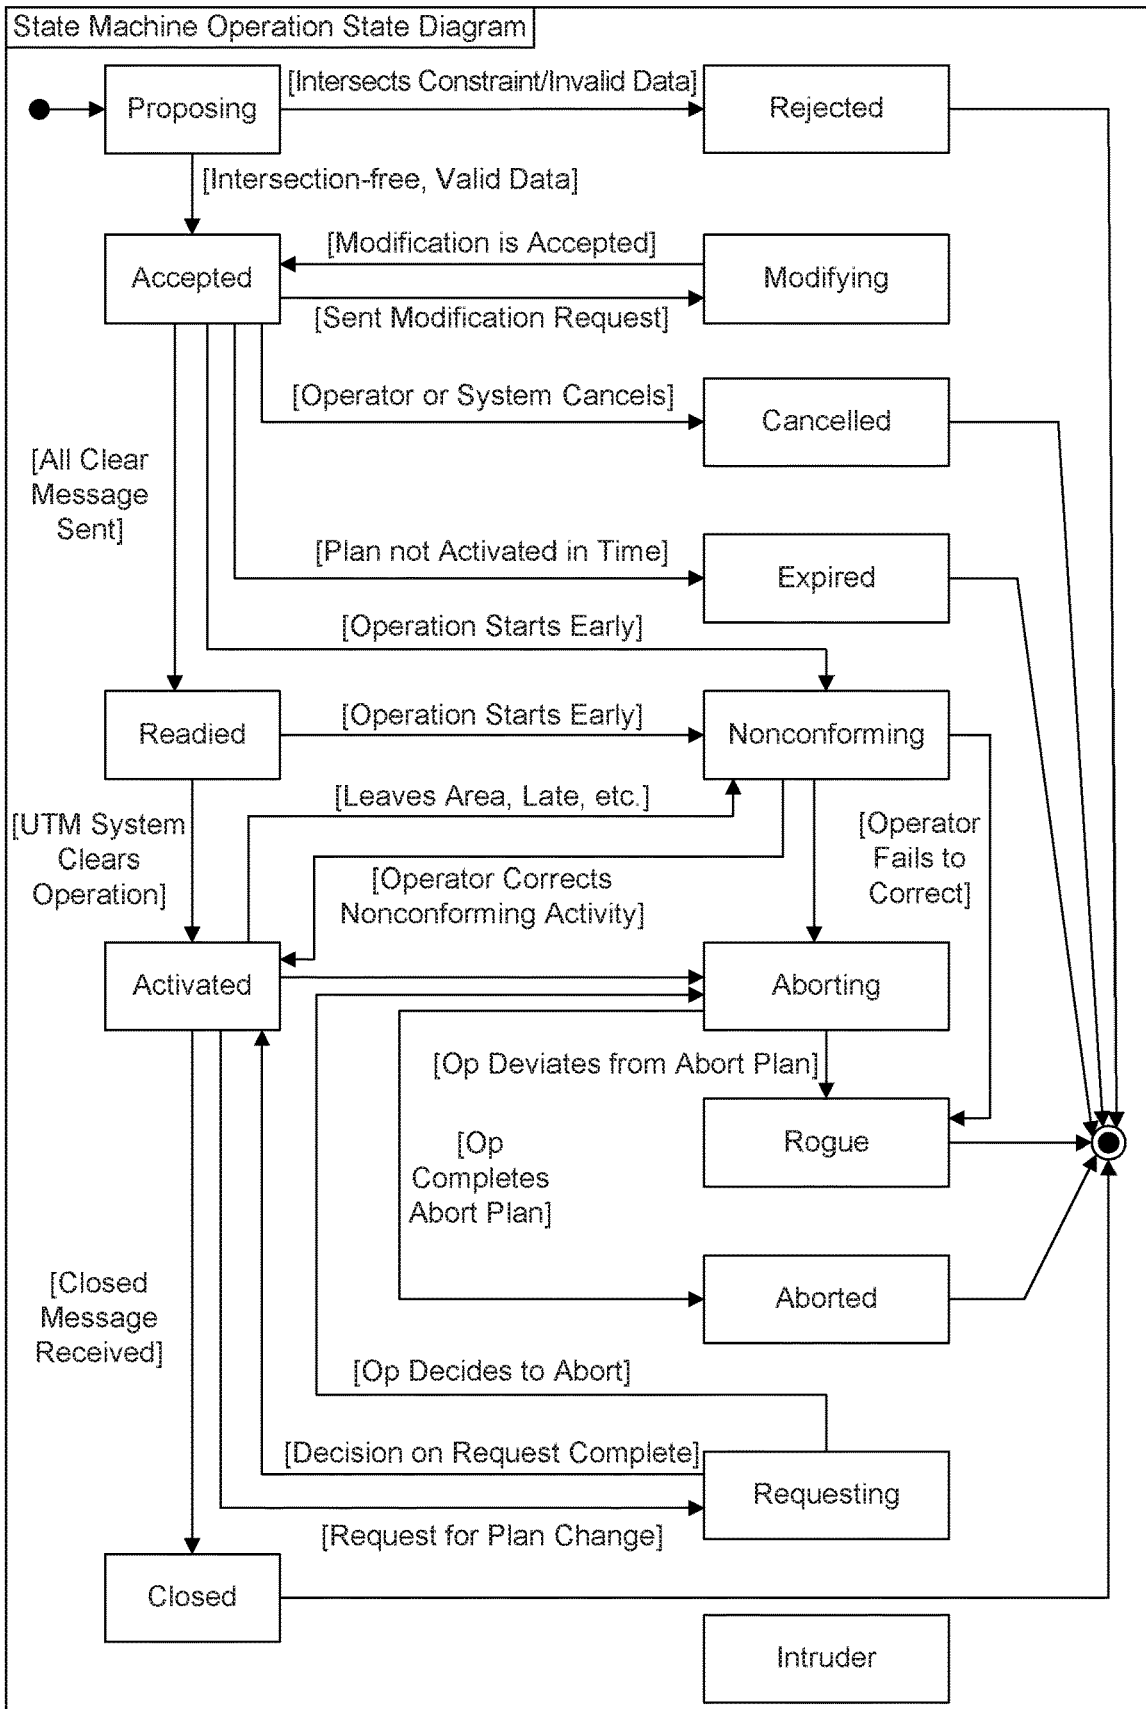 State Machine Operation State Diagram
[Intersects Constraint/Invalid Data]
Proposing
Rejected
[Intersection-free, Valid Data]
[Modification is Accepted]
Accepted
Modifying
[Sent Modification Request]
[Operator or System Cancels]
Cancelled
[All Clear
Message
Sent]
[Plan not Activated in Time]
Expired
[Operation Starts Early]
Readied
[Operation Starts Early]
Nonconforming
[Leaves Area, Late, etc.]
[UTM System
Clears
Operation]
[Operator
Fails to
Correct]
[Operator Corrects
Nonconforming Activity]
Activated
Aborting
[Op Deviates from Abort Plan]
Rogue
[Op
Completes
Abort Plan]
[Closed
Message
Received]
Aborted
[Op Decides to Abort]
[Decision on Request Complete]
Requesting
[Request for Plan Change]
Closed
Intruder